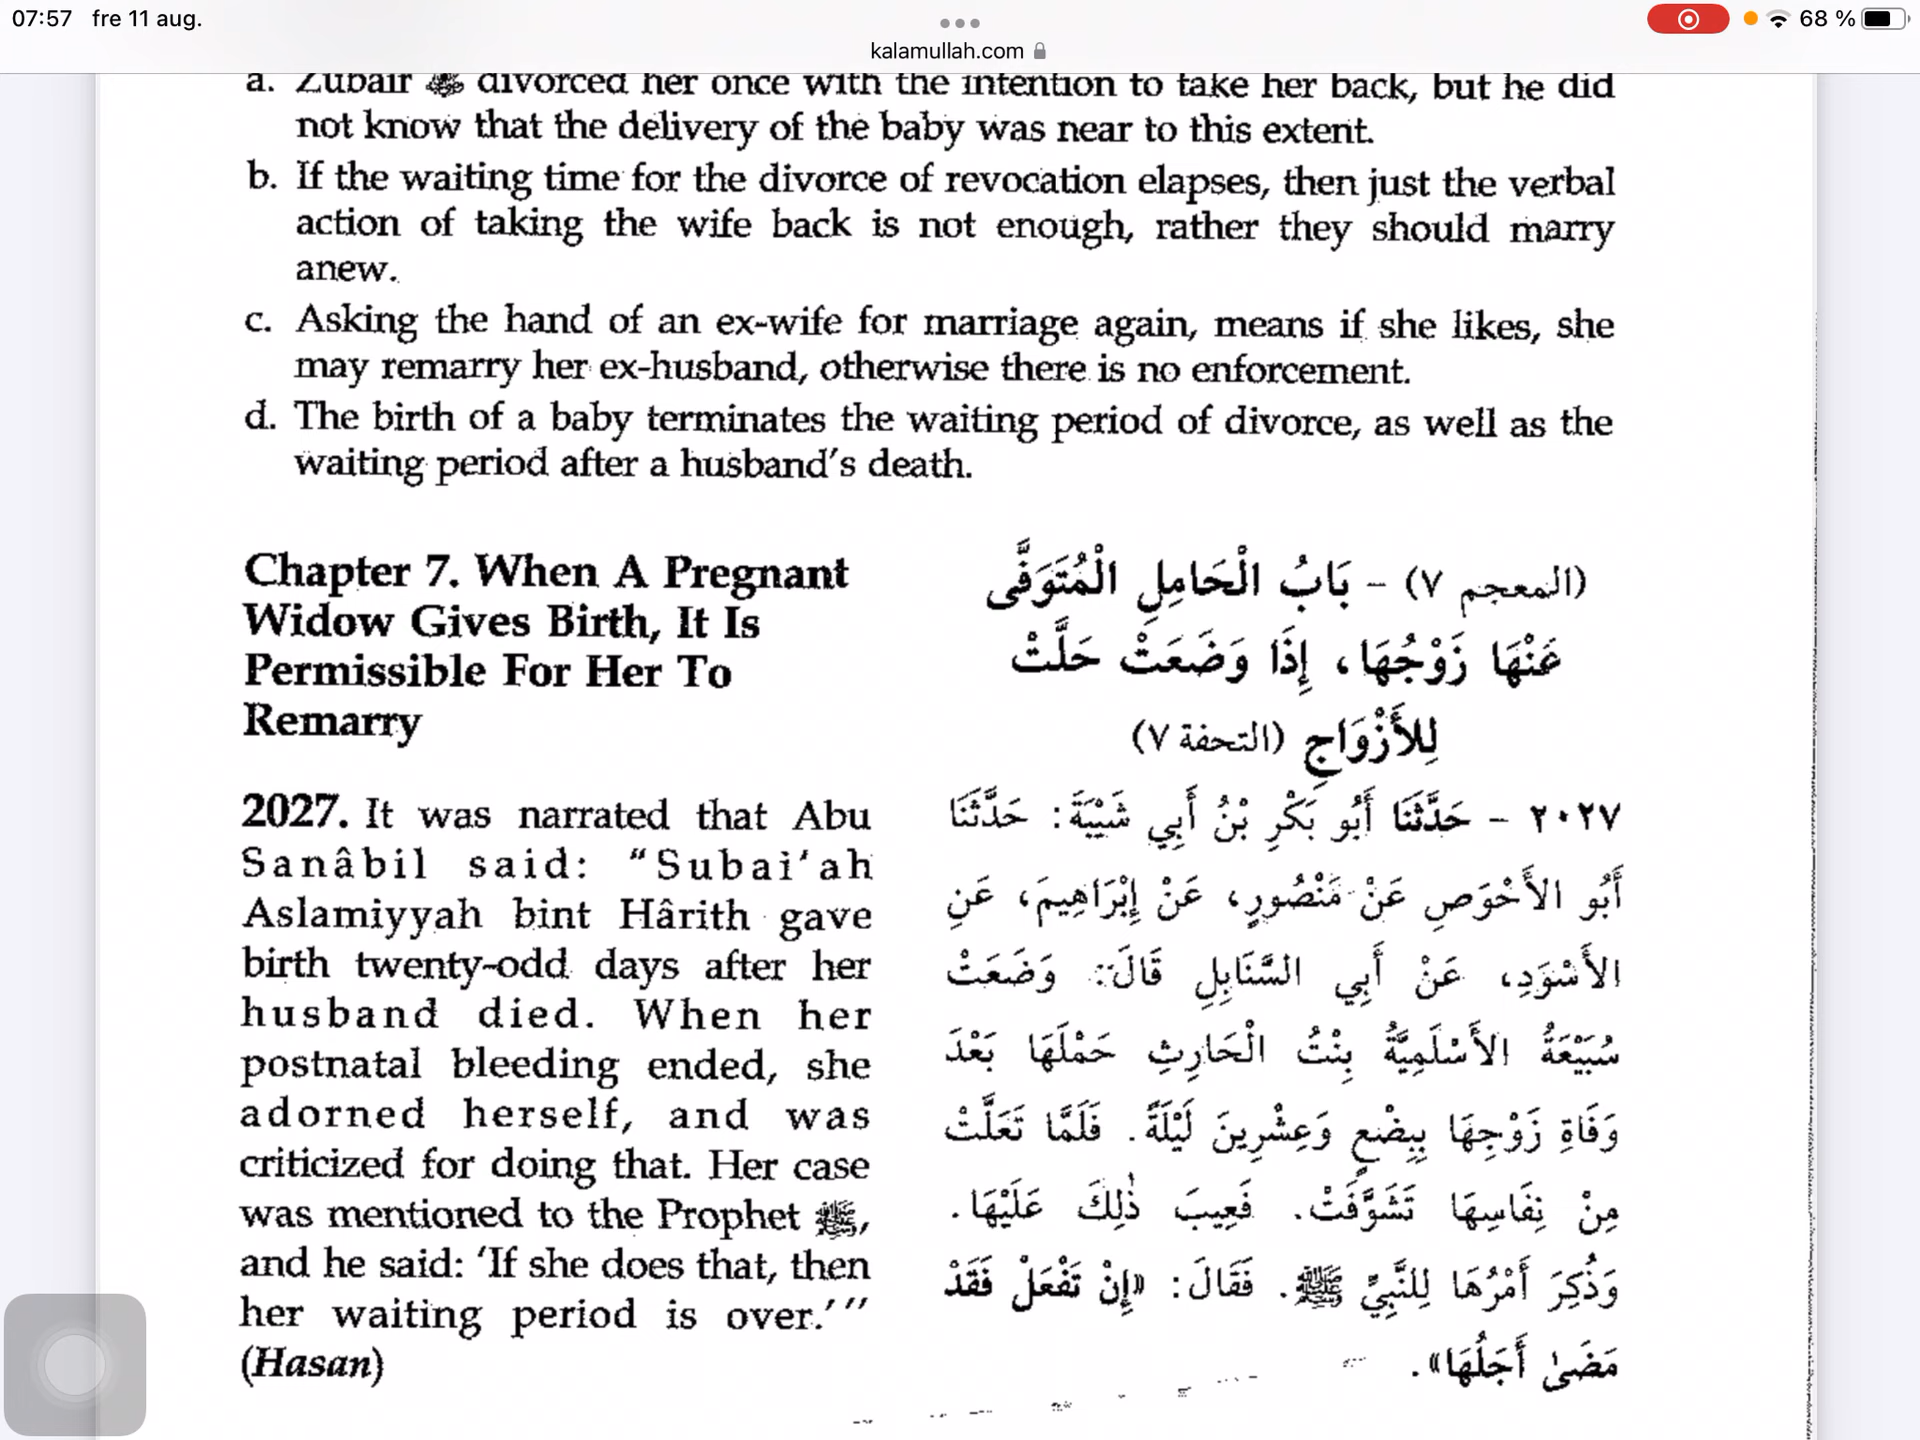 07:57 fre 11 aug.
68 %
kalamullah.com
a. Zubair divorced her once with the intention to take her back, but he did
not know that the delivery of the baby was near to this extent.
b. If the waiting time for the divorce of revocation elapses, then just the verbal
action of taking the wife back is not enough, rather they should marry
anew.
c. Asking the hand of an ex-wife for marriage again, means if she likes, she
may remarry her ex-husband, otherwise there is no enforcement.
d. The birth of a baby terminates the waiting period of divorce, as well as the
waiting period after a husband's death.
Chapter 7. When A Pregnant
Widow Gives Birth, It Is
Permissible For Her To
Remarry
(المعجم ٧) - بَابُ الْحَامِلِ الْمُتَوَفَّى
عَنْهَا زَوْجُهَا، إِذَا وَضَعَتْ حَلَّتْ
لِلأَزْوَاجِ (التحفة ٧)
2027. It was narrated that Abu
Sanâbil said: "Subai'ah
Aslamiyyah bint Hârith gave
birth twenty-odd days after her
husband died. When her
postnatal bleeding ended, she
adorned herself, and was
criticized for doing that. Her case
was mentioned to the Prophet ﷺ,
and he said: 'If she does that, then
her waiting period is over.'"
(Hasan)
٢٠٢٧ - حَدَّثَنَا أَبُو بَكْرِ بْنُ أَبِي شَيْبَةَ: حَدَّثَنَا
أَبُو الأَحْوَصِ عَنْ مَنْصُورٍ، عَنْ إِبْرَاهِيمَ، عَنِ
الأَسْوَدِ، عَنْ أَبِي السَّنَابِلِ قَالَ: وَضَعَتْ
سُبَيْعَةُ الأَسْلَمِيَّةُ بِنْتُ الْحَارِثِ حَمْلَهَا بَعْدَ
وَفَاةِ زَوْجِهَا بِبِضْعٍ وَعِشْرِينَ لَيْلَةً. فَلَمَّا تَعَلَّتْ
مِنْ نِفَاسِهَا تَشَوَّفَتْ. فَعِيبَ ذٰلِكَ عَلَيْهَا.
وَذُكِرَ أَمْرُهَا لِلنَّبِيِّ ﷺ. فَقَالَ: «إِنْ تَفْعَلْ فَقَدْ
مَضَىٰ أَجَلُهَا».